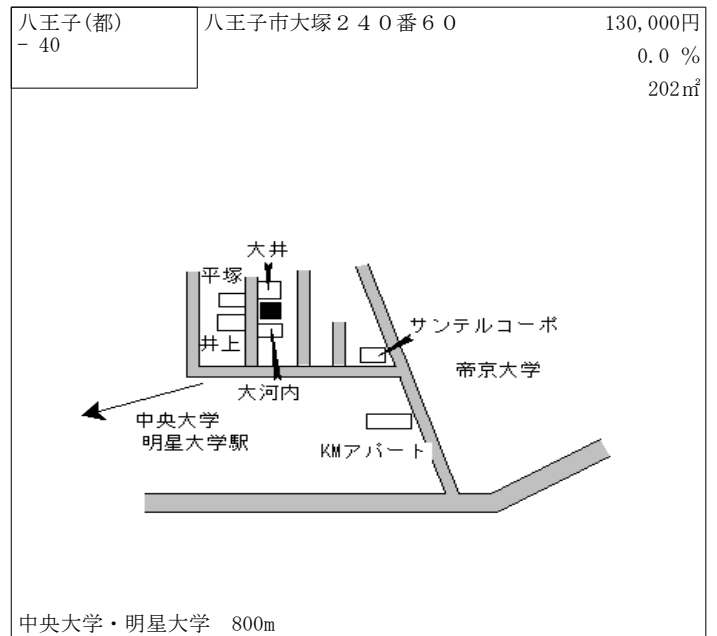 八王子(都)
- 40
八王子市大塚２４０番６０
130,000円
0.0 %
202㎡
大井
平塚
井上
大河内
サンテルコーポ
帝京大学
中央大学
明星大学駅
KMアパート
中央大学・明星大学　800m